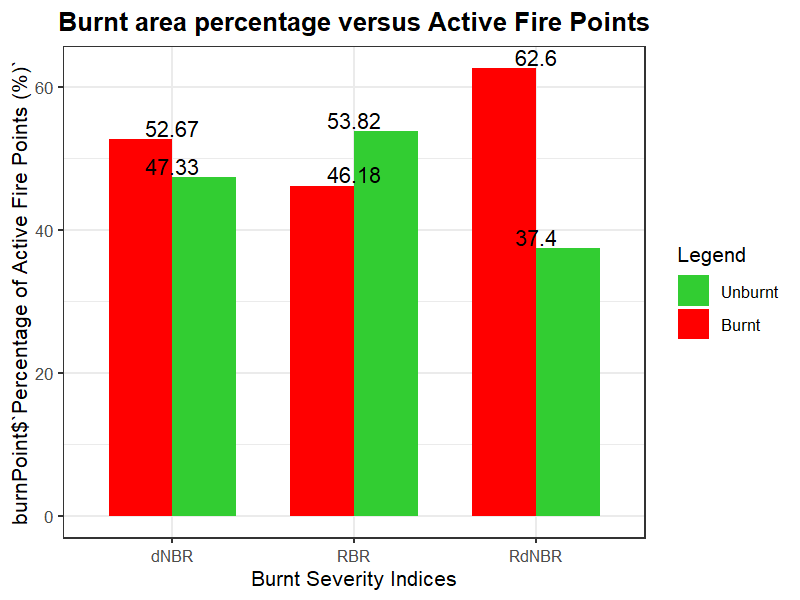 Burnt area percentage versus Active Fire Points
burnPoint$`Percentage of Active Fire Points (%)`
60
40
20
0
52.67
47.33
53.82
46.18
62.6
37.4
dNBR
RBR
RdNBR
Burnt Severity Indices
Legend
Unburnt
Burnt